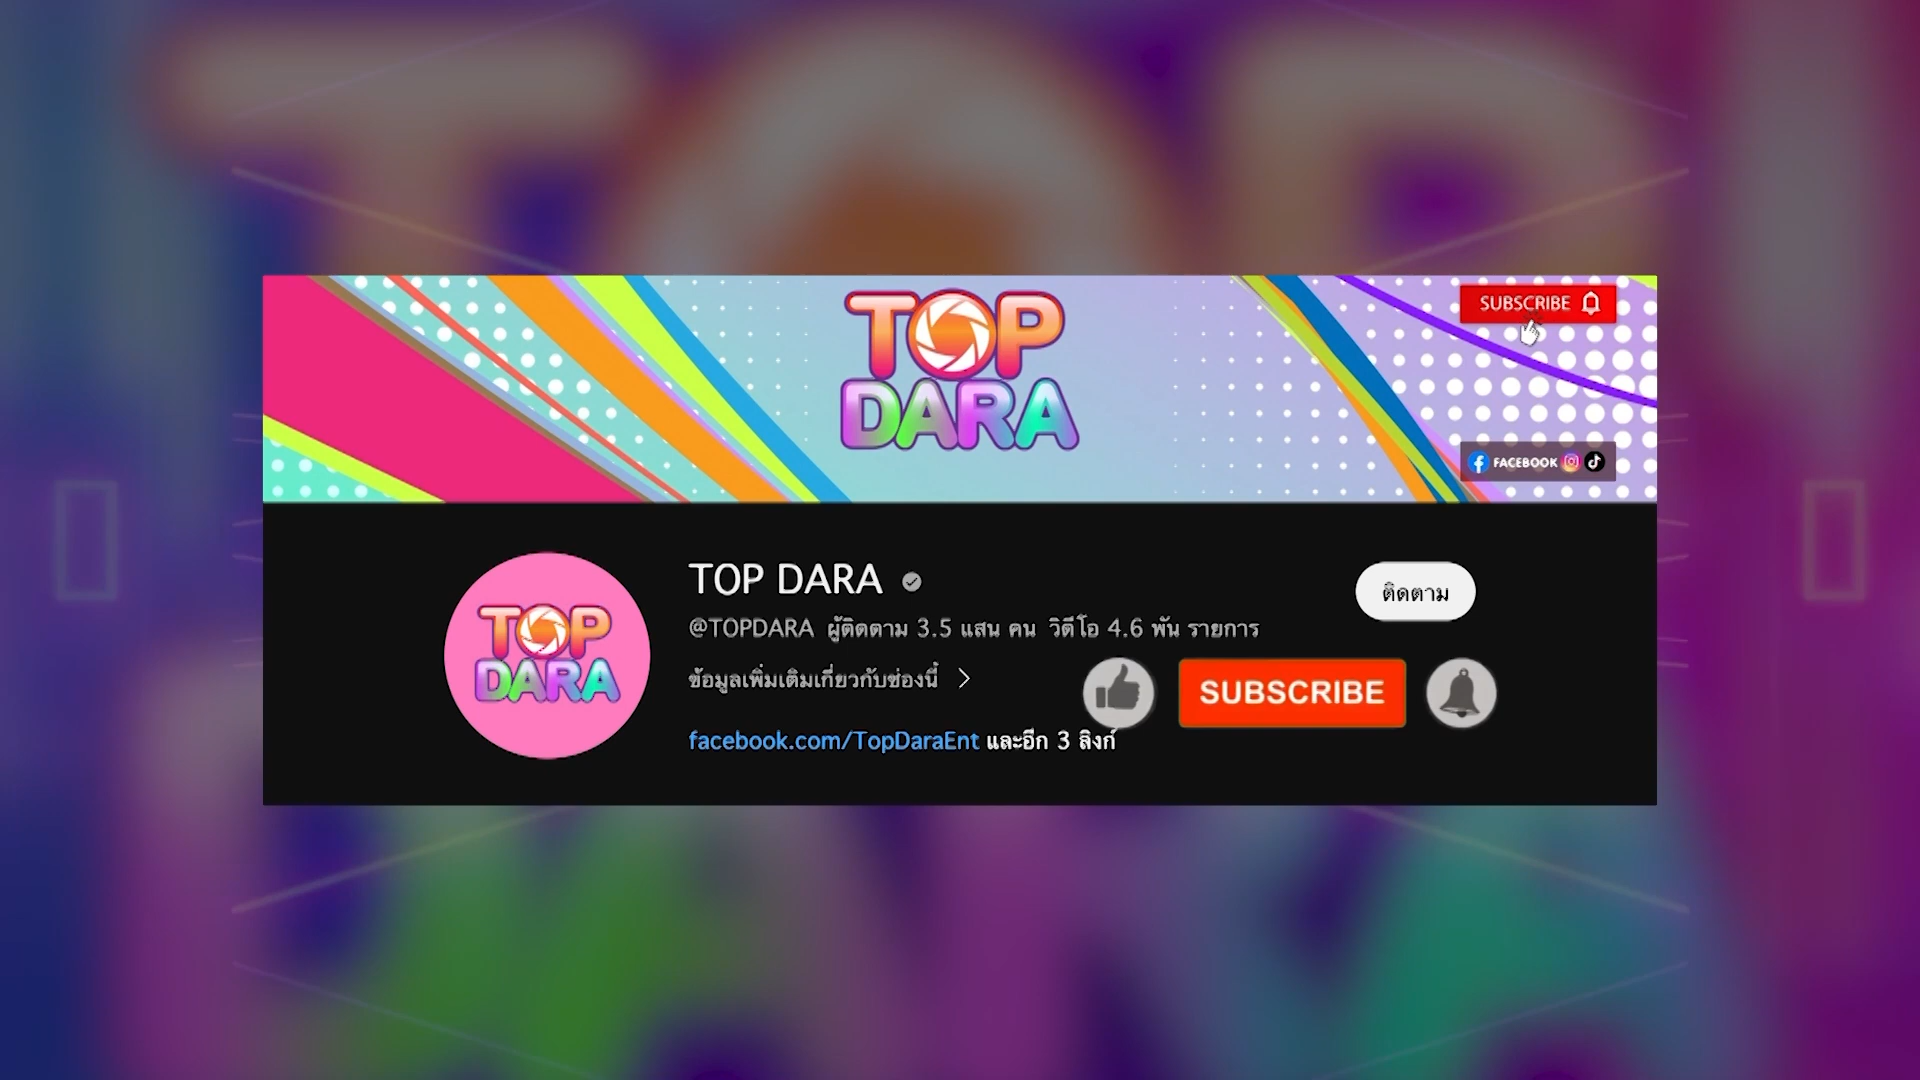 TOP
DARA
SUBSCRIBE
FACEBOOK
TOP
DARA
TOP DARA
ติดตาม
@TOPDARA ผู้ติดตาม 3.5 แสน คน วิดีโอ 4.6 พัน รายการ
ข้อมูลเพิ่มเติมเกี่ยวกับช่องนี้
SUBSCRIBE
facebook.com/TopDaraEnt และอีก 3 ลิงก์